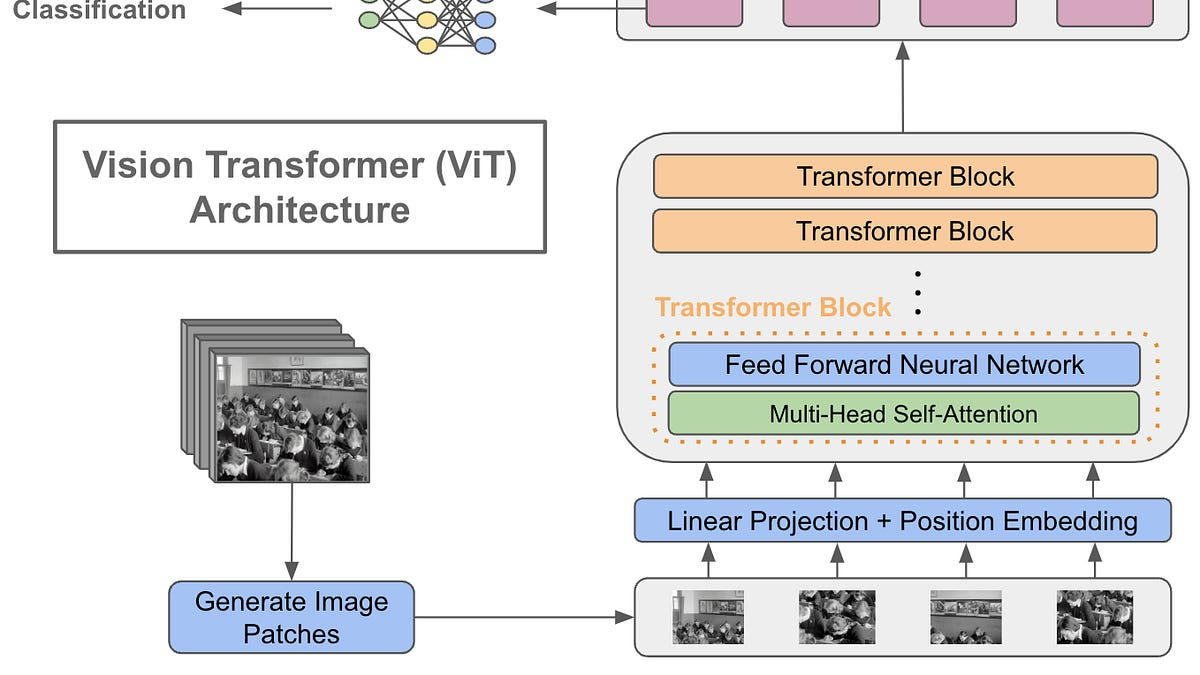 Classification
Vision Transformer (ViT)
Architecture
Transformer Block
Transformer Block
Transformer Block
Feed Forward Neural Network
Multi-Head Self-Attention
Linear Projection + Position Embedding
Generate Image
Patches